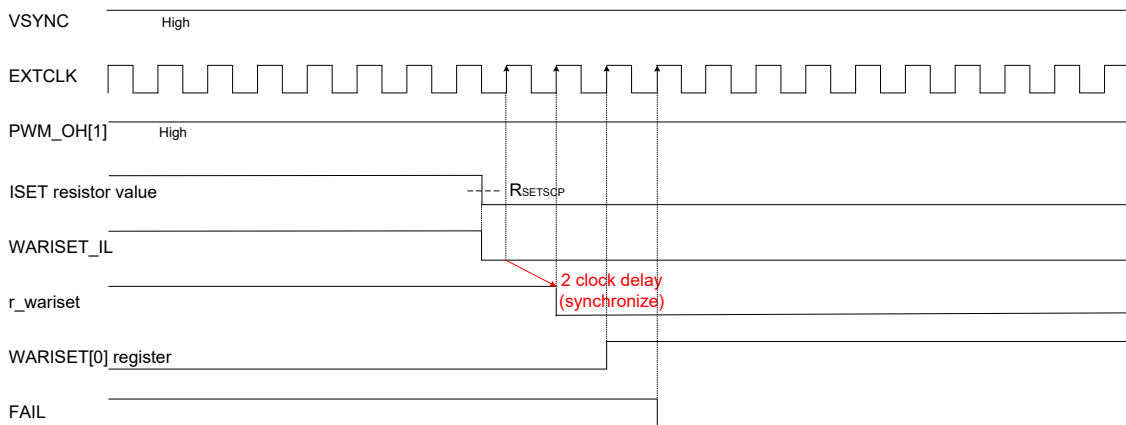 VSYNC
High
EXTCLK
PWM_OH[1]
High
ISET resistor value
RSETSCP
WARISET_IL
2 clock delay
(synchronize)
r_wariset
WARISET[0] register
FAIL